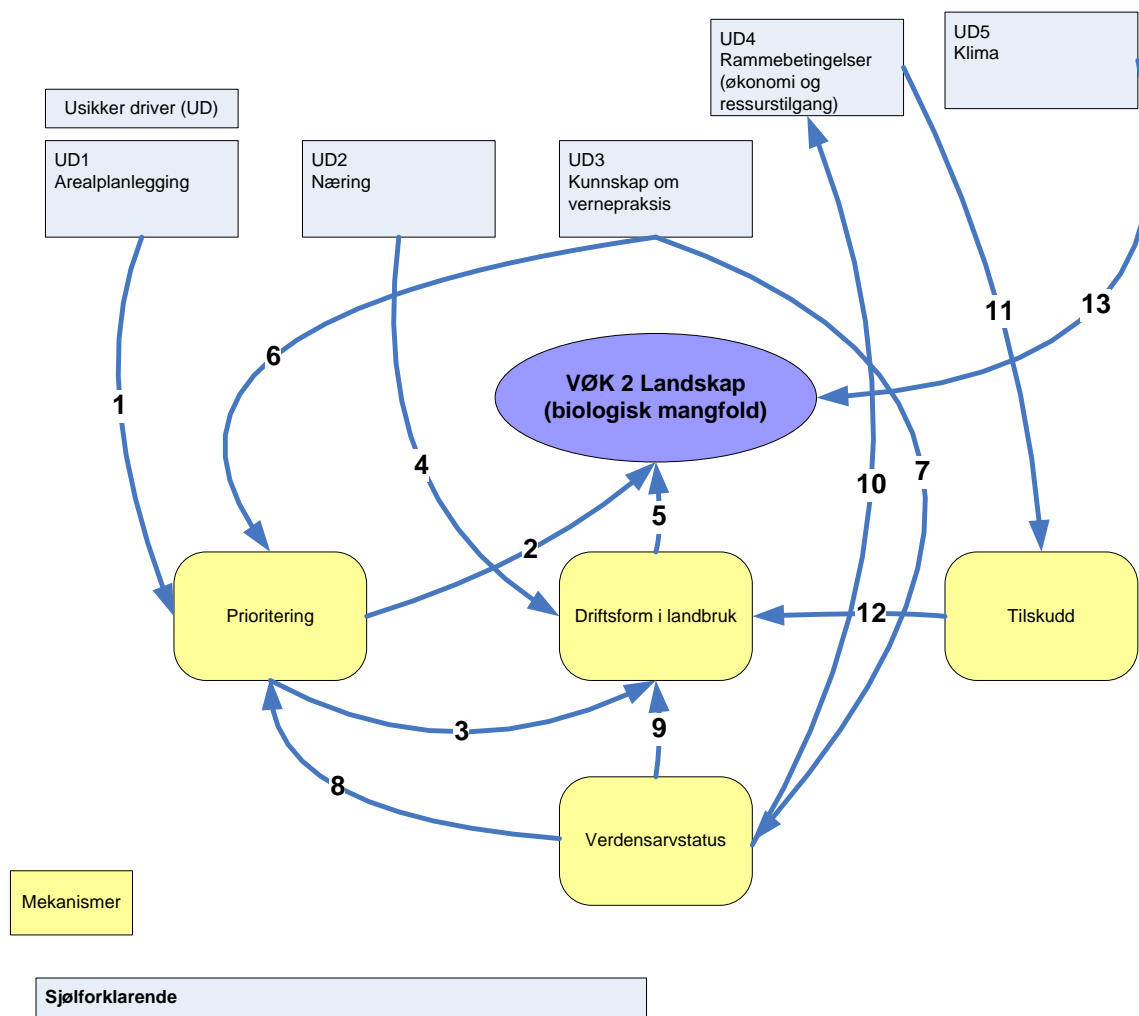 UD4
Rammebetingelser
(økonomi og
ressurstilgang)
UD5
Klima
Usikker driver (UD)
UD1
Arealplanlegging
UD2
Næring
UD3
Kunnskap om
vernepraksis
11
13
6
VØK 2 Landskap
(biologisk mangfold)
1
4
10
7
5
2
Prioritering
Driftsform i landbruk
12
Tilskudd
3
9
8
Verdensarvstatus
Mekanismer
Sjølforklarende